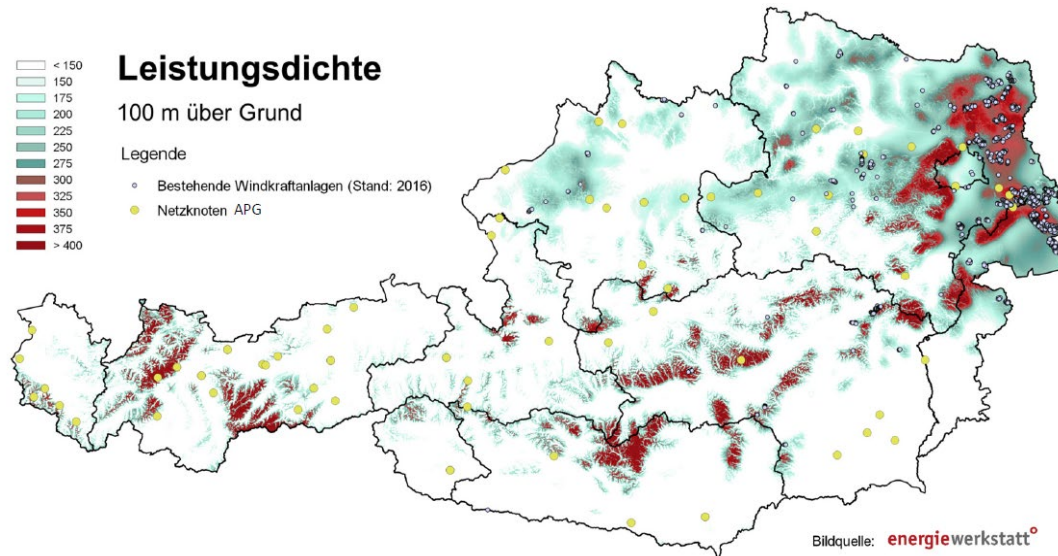 Leistungsdichte
100 m über Grund
< 150
150
175
200
225
250
275
300
325
350
375
> 400
Legende
Bestehende Windkraftanlagen (Stand: 2016)
Netzknoten APG
Bildquelle: energiewerkstatt